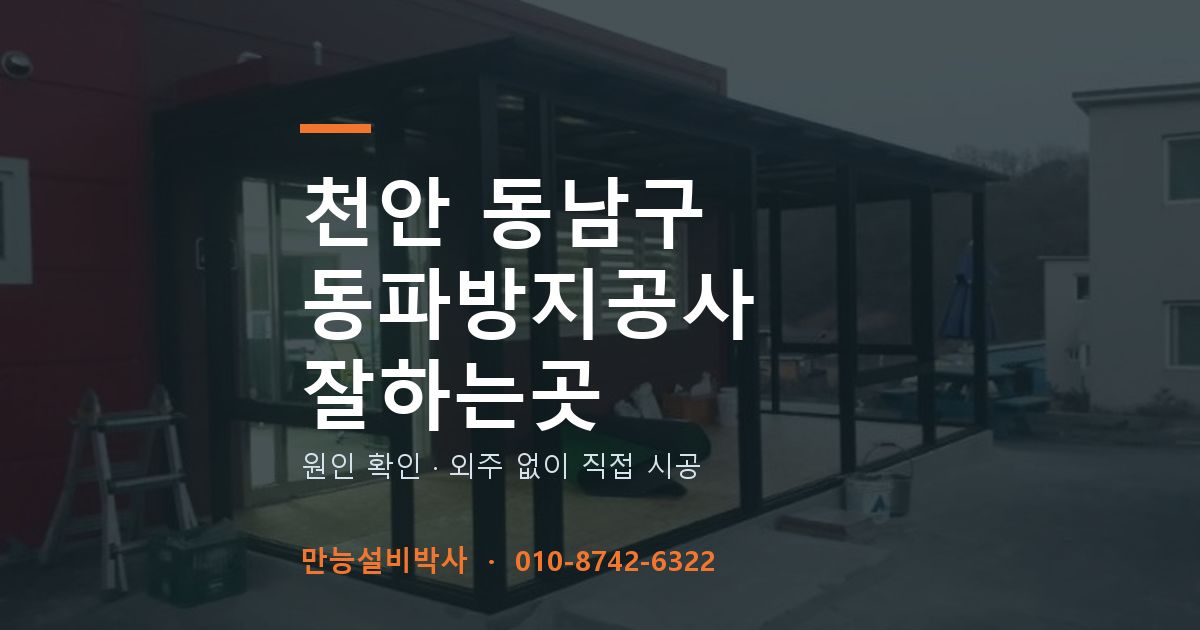 천안 동남구
동파방지공사
잘하는곳
원인 확인 · 외주 없이 직접 시공
만능설비박사 · 010-8742-6322